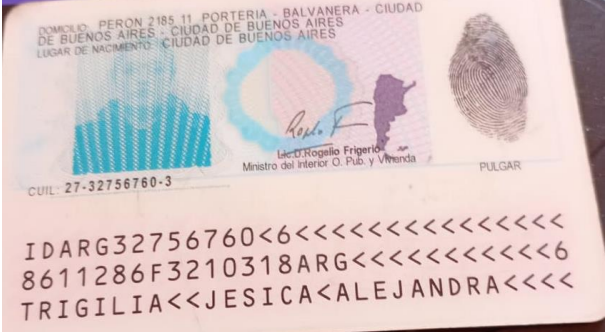 DOMICILIO: PERON 2185 11 PORTERIA - BALVANERA - CIUDAD
DE BUENOS AIRES - CIUDAD DE BUENOS AIRES
LUGAR DE NACIMIENTO: CIUDAD DE BUENOS AIRES
Lic.D.Rogelio Frigerio
Ministro del Interior O. Pub. y Vivienda
PULGAR
CUIL: 27-32756760-3
IDARG32756760<6<<<<<<<<<<<<<<<
8611286F3210318ARG<<<<<<<<<<<6
TRIGILIA<<JESICA<ALEJANDRA<<<<